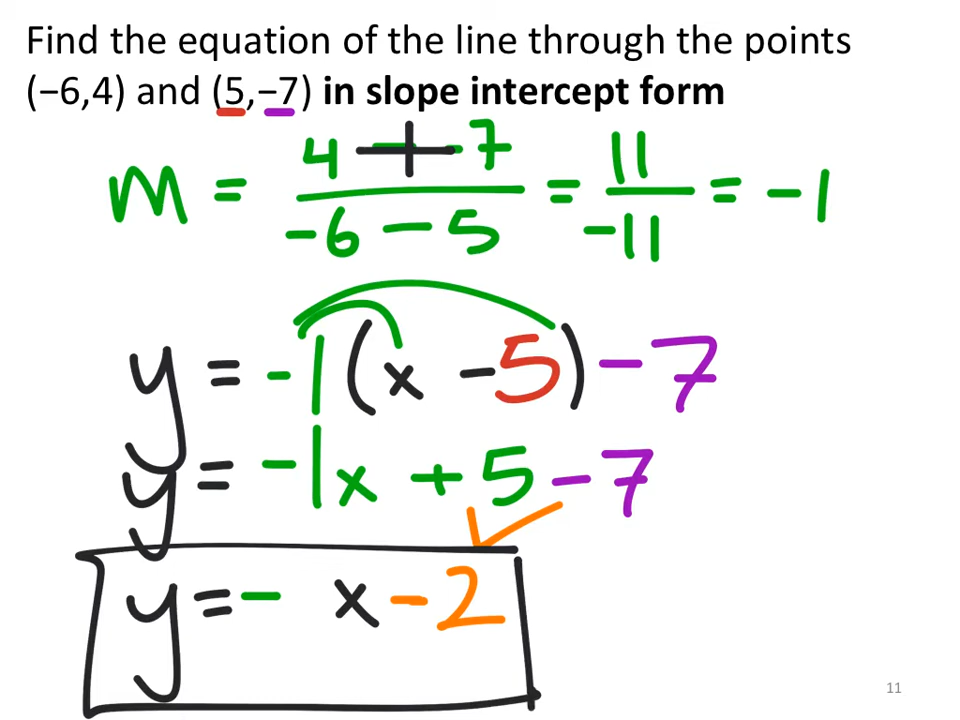 Find the equation of the line through the points
(−6,4) and (5,−7) in slope intercept form
m = (4 + 7)/(-6 - 5) = 11/-11 = -1
y = -1(x - 5) - 7
y = -1x + 5 - 7
y = - x - 2
11